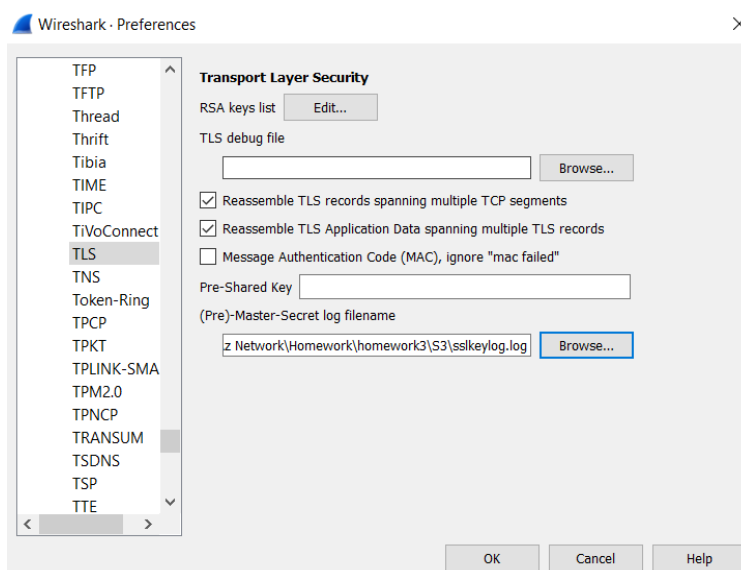 Wireshark · Preferences
TFP
TFTP
Thread
Thrift
Tibia
TIME
TIPC
TiVoConnect
TLS
TNS
Token-Ring
TPCP
TPKT
TPLINK-SMA
TPM2.0
TPNCP
TRANSUM
TSDNS
TSP
TTE
Transport Layer Security
RSA keys list Edit...
TLS debug file
Browse...
Reassemble TLS records spanning multiple TCP segments
Reassemble TLS Application Data spanning multiple TLS records
Message Authentication Code (MAC), ignore "mac failed"
Pre-Shared Key
(Pre)-Master-Secret log filename
.z Network\Homework\homework3\S3\sslkeylog.log Browse...
OK Cancel Help